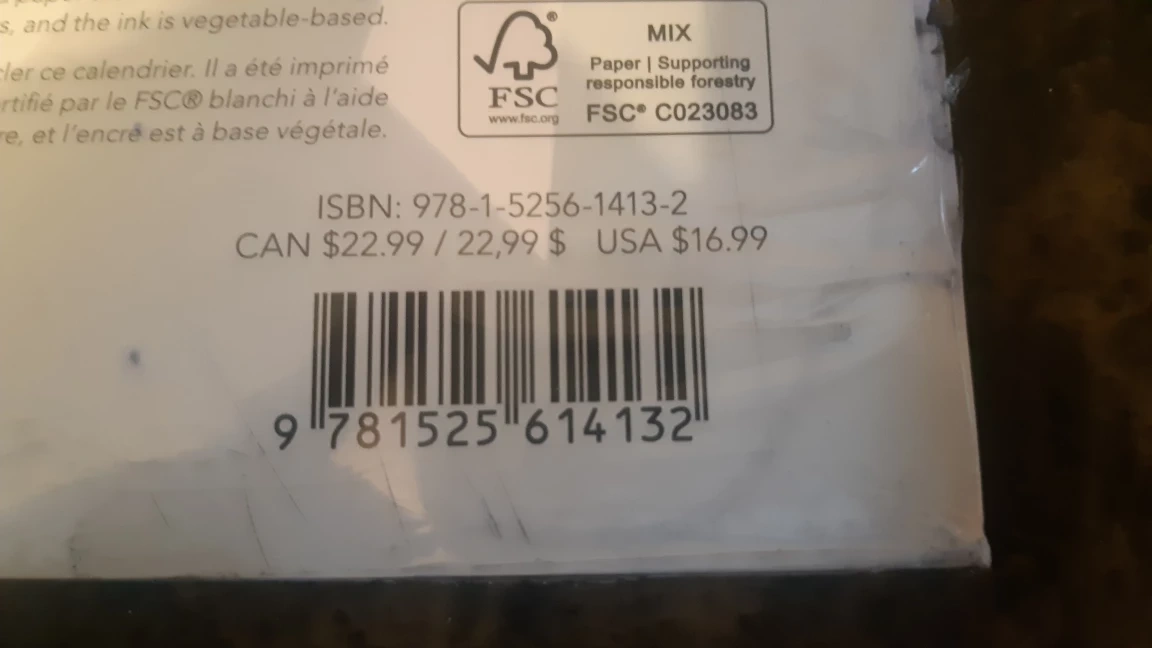 s, and the ink is vegetable-based.
ler ce calendrier. Il a été imprimé
rtifié par le FSC® blanchi à l'aide
re, et l'encre est à base végétale.
®
FSC
www.fsc.org
MIX
Paper | Supporting
responsible forestry
FSC® C023083
ISBN: 978-1-5256-1413-2
CAN $22.99 / 22,99 $ USA $16.99
9 781525 614132